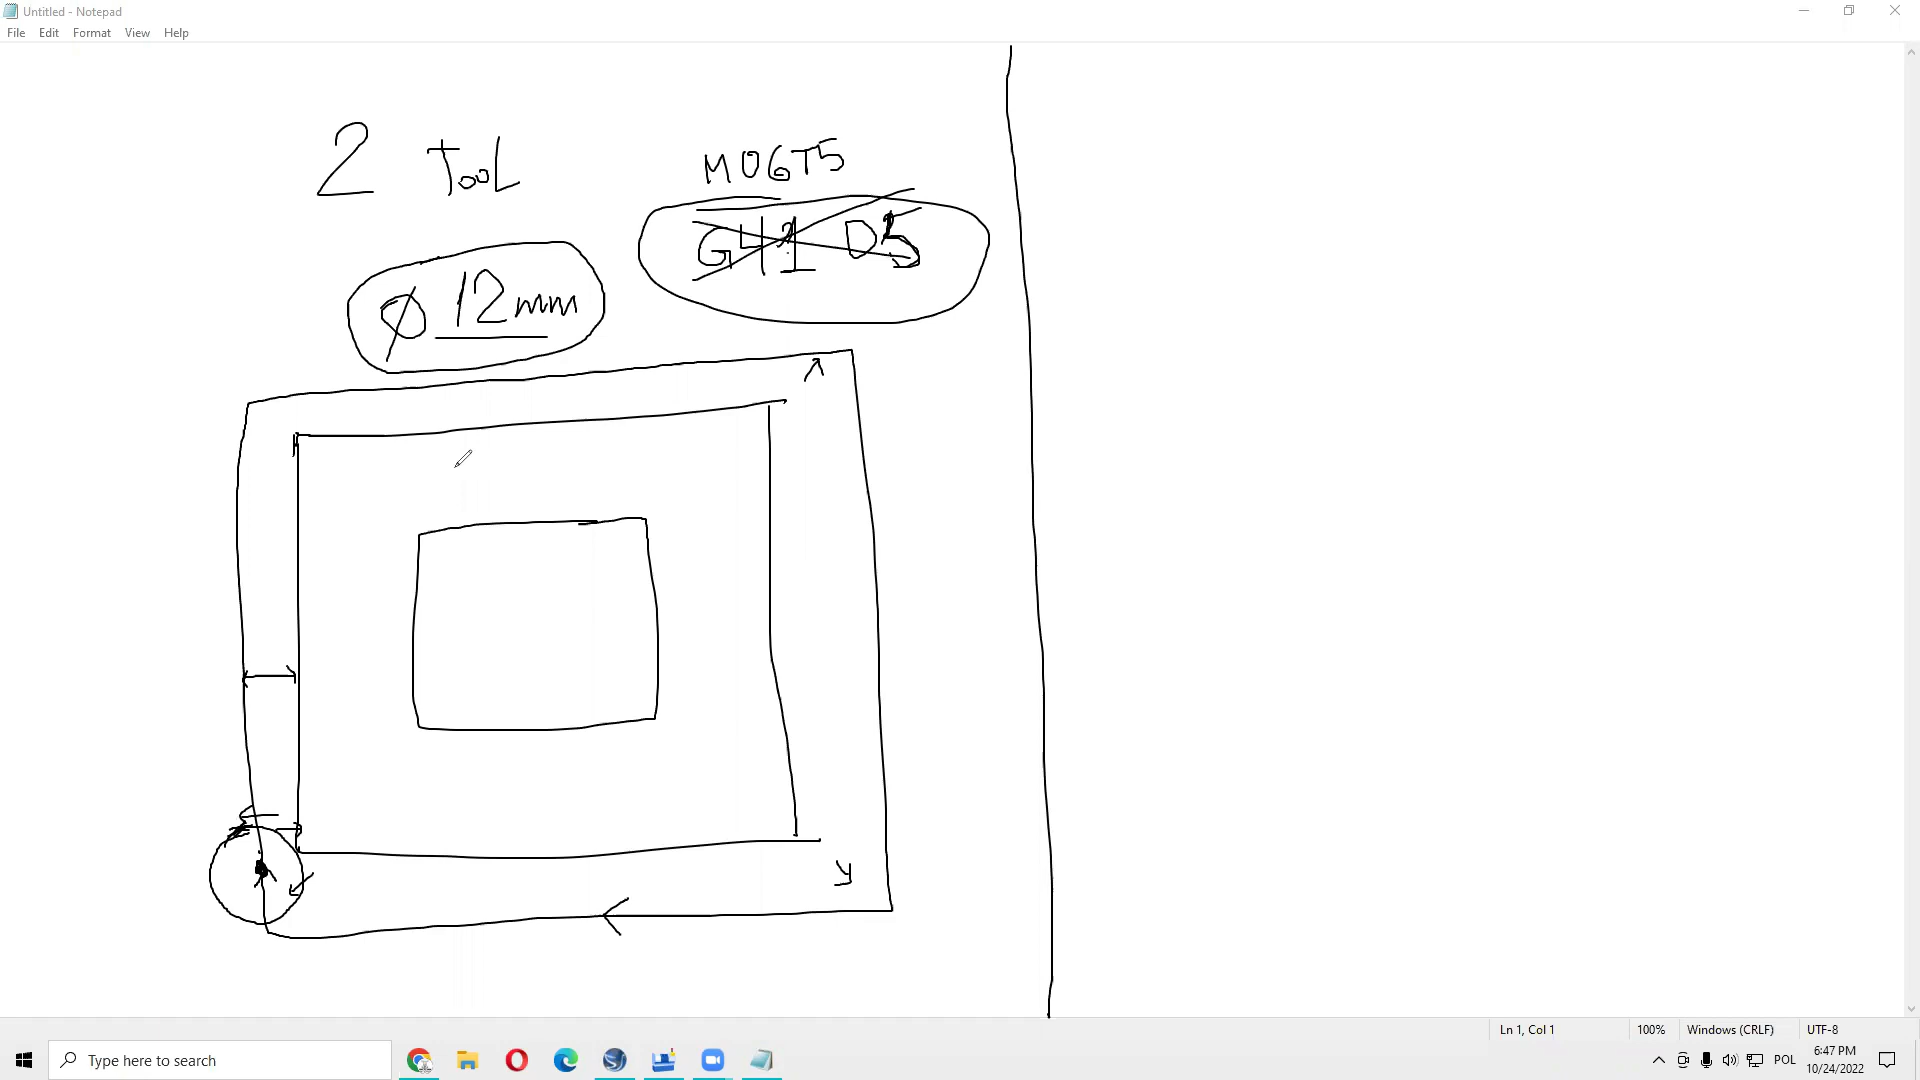 Untitled - Notepad
File Edit Format View Help
2 TOOL
M06T5
G41 D5
Ø 12mm
Ln 1, Col 1 100% Windows (CRLF) UTF-8
Type here to search
POL
6:47 PM
10/24/2022